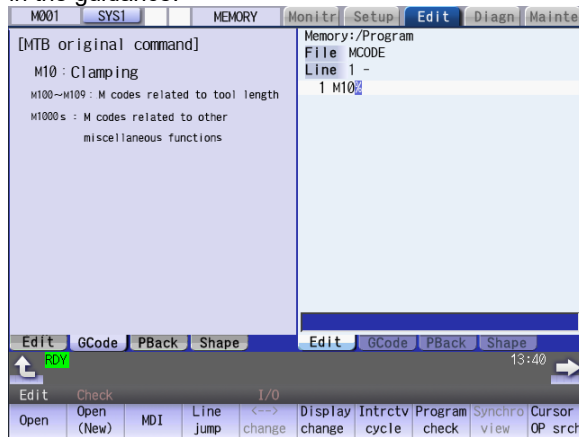 in the guidance.
M001 SYS1 MEMORY Monitr Setup Edit Diagn Mainte
[MTB original command]
M10 : Clamping
M100~M109 : M codes related to tool length
M1000s : M codes related to other
miscellaneous functions
Memory:/Program
File MCODE
Line 1 -
1 M10%
Edit GCode PBack Shape
Edit GCode PBack Shape
RDY
13:40
Edit Check I/O
Open Open (New) MDI Line jump <--> change Display change Intrctv cycle Program check Synchro view Cursor OP srch